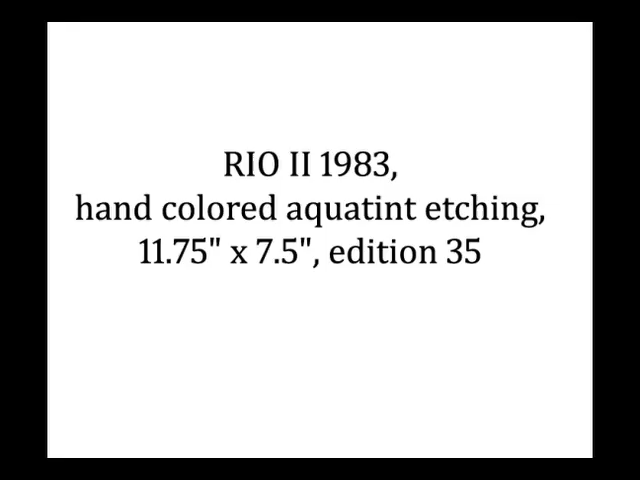 RIO II 1983,
hand colored aquatint etching,
11.75" x 7.5", edition 35